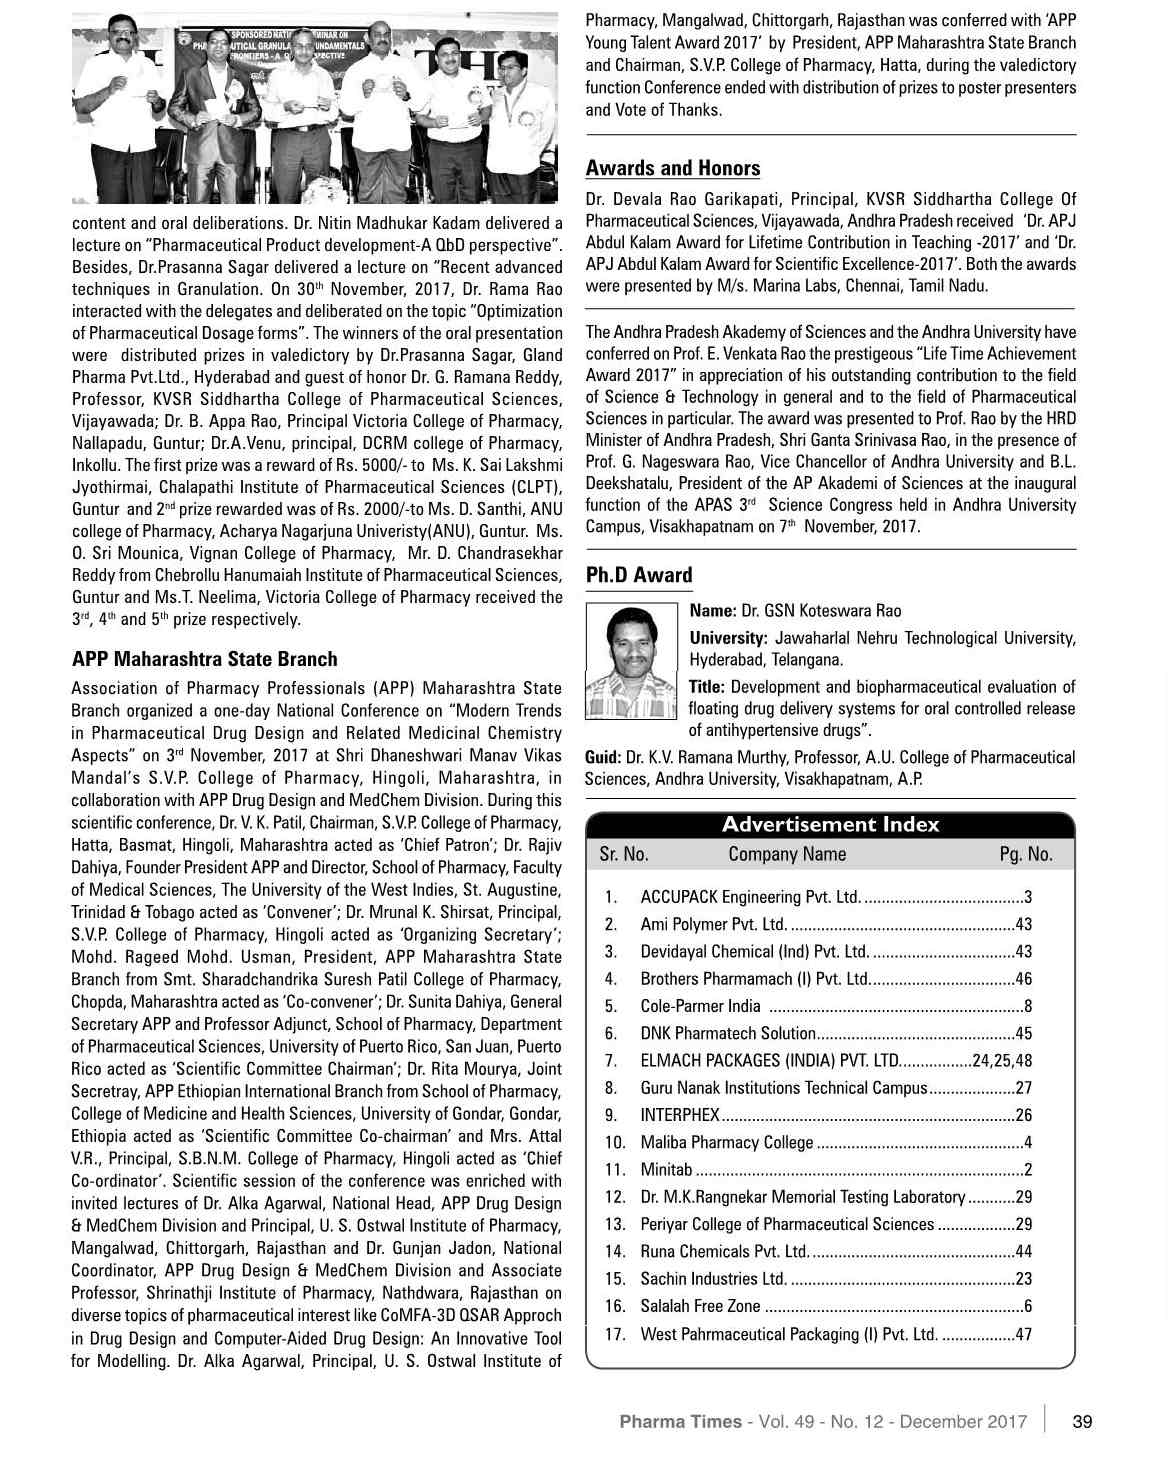 SPONSORED NATIONAL SEMINAR ON
PHARMACEUTICAL GRANULATION FUNDAMENTALS
content and oral deliberations. Dr. Nitin Madhukar Kadam delivered a
lecture on “Pharmaceutical Product development-A QbD perspective”.
Besides, Dr.Prasanna Sagar delivered a lecture on “Recent advanced
techniques in Granulation. On 30th November, 2017, Dr. Rama Rao
interacted with the delegates and deliberated on the topic “Optimization
of Pharmaceutical Dosage forms”. The winners of the oral presentation
were distributed prizes in valedictory by Dr.Prasanna Sagar, Gland
Pharma Pvt.Ltd., Hyderabad and guest of honor Dr. G. Ramana Reddy,
Professor, KVSR Siddhartha College of Pharmaceutical Sciences,
Vijayawada; Dr. B. Appa Rao, Principal Victoria College of Pharmacy,
Nallapadu, Guntur; Dr.A.Venu, principal, DCRM college of Pharmacy,
Inkollu. The first prize was a reward of Rs. 5000/- to Ms. K. Sai Lakshmi
Jyothirmai, Chalapathi Institute of Pharmaceutical Sciences (CLPT),
Guntur and 2nd prize rewarded was of Rs. 2000/-to Ms. D. Santhi, ANU
college of Pharmacy, Acharya Nagarjuna Univeristy(ANU), Guntur. Ms.
O. Sri Mounica, Vignan College of Pharmacy, Mr. D. Chandrasekhar
Reddy from Chebrollu Hanumaiah Institute of Pharmaceutical Sciences,
Guntur and Ms.T. Neelima, Victoria College of Pharmacy received the
3rd, 4th and 5th prize respectively.
APP Maharashtra State Branch
Association of Pharmacy Professionals (APP) Maharashtra State
Branch organized a one-day National Conference on “Modern Trends
in Pharmaceutical Drug Design and Related Medicinal Chemistry
Aspects” on 3rd November, 2017 at Shri Dhaneshwari Manav Vikas
Mandal’s S.V.P. College of Pharmacy, Hingoli, Maharashtra, in
collaboration with APP Drug Design and MedChem Division. During this
scientific conference, Dr. V. K. Patil, Chairman, S.V.P. College of Pharmacy,
Hatta, Basmat, Hingoli, Maharashtra acted as ‘Chief Patron’; Dr. Rajiv
Dahiya, Founder President APP and Director, School of Pharmacy, Faculty
of Medical Sciences, The University of the West Indies, St. Augustine,
Trinidad & Tobago acted as ‘Convener’; Dr. Mrunal K. Shirsat, Principal,
S.V.P. College of Pharmacy, Hingoli acted as ‘Organizing Secretary’;
Mohd. Rageed Mohd. Usman, President, APP Maharashtra State
Branch from Smt. Sharadchandrika Suresh Patil College of Pharmacy,
Chopda, Maharashtra acted as ‘Co-convener’; Dr. Sunita Dahiya, General
Secretary APP and Professor Adjunct, School of Pharmacy, Department
of Pharmaceutical Sciences, University of Puerto Rico, San Juan, Puerto
Rico acted as ‘Scientific Committee Chairman’; Dr. Rita Mourya, Joint
Secretray, APP Ethiopian International Branch from School of Pharmacy,
College of Medicine and Health Sciences, University of Gondar, Gondar,
Ethiopia acted as ‘Scientific Committee Co-chairman’ and Mrs. Attal
V.R., Principal, S.B.N.M. College of Pharmacy, Hingoli acted as ‘Chief
Co-ordinator’. Scientific session of the conference was enriched with
invited lectures of Dr. Alka Agarwal, National Head, APP Drug Design
& MedChem Division and Principal, U. S. Ostwal Institute of Pharmacy,
Mangalwad, Chittorgarh, Rajasthan and Dr. Gunjan Jadon, National
Coordinator, APP Drug Design & MedChem Division and Associate
Professor, Shrinathji Institute of Pharmacy, Nathdwara, Rajasthan on
diverse topics of pharmaceutical interest like CoMFA-3D QSAR Approch
in Drug Design and Computer-Aided Drug Design: An Innovative Tool
for Modelling. Dr. Alka Agarwal, Principal, U. S. Ostwal Institute of
Pharmacy, Mangalwad, Chittorgarh, Rajasthan was conferred with ‘APP
Young Talent Award 2017’ by President, APP Maharashtra State Branch
and Chairman, S.V.P. College of Pharmacy, Hatta, during the valedictory
function Conference ended with distribution of prizes to poster presenters
and Vote of Thanks.
Awards and Honors
Dr. Devala Rao Garikapati, Principal, KVSR Siddhartha College Of
Pharmaceutical Sciences, Vijayawada, Andhra Pradesh received ‘Dr. APJ
Abdul Kalam Award for Lifetime Contribution in Teaching -2017’ and ‘Dr.
APJ Abdul Kalam Award for Scientific Excellence-2017’. Both the awards
were presented by M/s. Marina Labs, Chennai, Tamil Nadu.
The Andhra Pradesh Akademy of Sciences and the Andhra University have
conferred on Prof. E. Venkata Rao the prestigeous “Life Time Achievement
Award 2017” in appreciation of his outstanding contribution to the field
of Science & Technology in general and to the field of Pharmaceutical
Sciences in particular. The award was presented to Prof. Rao by the HRD
Minister of Andhra Pradesh, Shri Ganta Srinivasa Rao, in the presence of
Prof. G. Nageswara Rao, Vice Chancellor of Andhra University and B.L.
Deekshatalu, President of the AP Akademi of Sciences at the inaugural
function of the APAS 3rd Science Congress held in Andhra University
Campus, Visakhapatnam on 7th November, 2017.
Ph.D Award
Name: Dr. GSN Koteswara Rao
University: Jawaharlal Nehru Technological University,
Hyderabad, Telangana.
Title: Development and biopharmaceutical evaluation of
floating drug delivery systems for oral controlled release
of antihypertensive drugs”.
Guid: Dr. K.V. Ramana Murthy, Professor, A.U. College of Pharmaceutical
Sciences, Andhra University, Visakhapatnam, A.P.
Advertisement Index
Sr. No. Company Name Pg. No.
1. ACCUPACK Engineering Pvt. Ltd. .....................................3
2. Ami Polymer Pvt. Ltd. ....................................................43
3. Devidayal Chemical (Ind) Pvt. Ltd. .................................43
4. Brothers Pharmamach (I) Pvt. Ltd..................................46
5. Cole-Parmer India ...........................................................8
6. DNK Pharmatech Solution..............................................45
7. ELMACH PACKAGES (INDIA) PVT. LTD.................24,25,48
8. Guru Nanak Institutions Technical Campus....................27
9. INTERPHEX....................................................................26
10. Maliba Pharmacy College ................................................4
11. Minitab ............................................................................2
12. Dr. M.K.Rangnekar Memorial Testing Laboratory ...........29
13. Periyar College of Pharmaceutical Sciences ..................29
14. Runa Chemicals Pvt. Ltd. ...............................................44
15. Sachin Industries Ltd. ....................................................23
16. Salalah Free Zone ............................................................6
17. West Pahrmaceutical Packaging (I) Pvt. Ltd. .................47
Pharma Times - Vol. 49 - No. 12 - December 2017 39